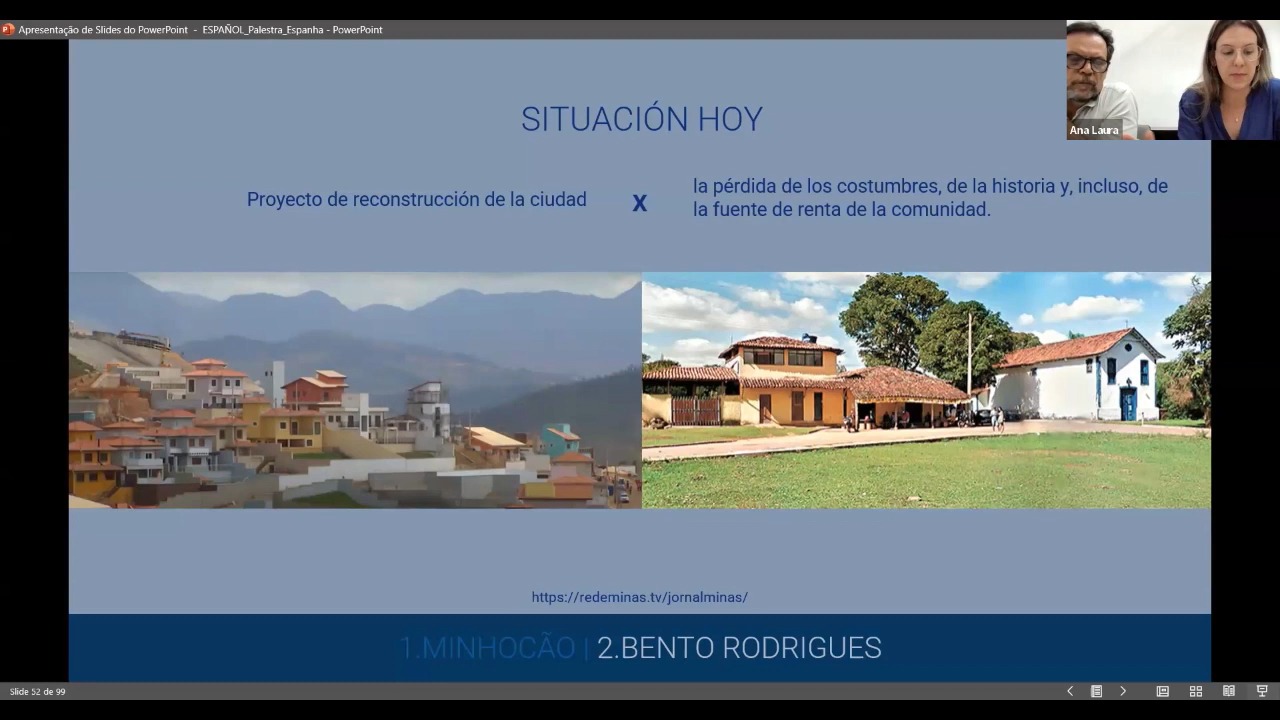 Apresentação de Slides do PowerPoint - ESPAÑOL_Palestra_Espanha - PowerPoint
Ana Laura
SITUACIÓN HOY
Proyecto de reconstrucción de la ciudad
x
la pérdida de los costumbres, de la historia y, incluso, de
la fuente de renta de la comunidad.
https://redeminas.tv/jornalminas/
1.MINHOCÃO | 2.BENTO RODRIGUES
Slide 52 de 99